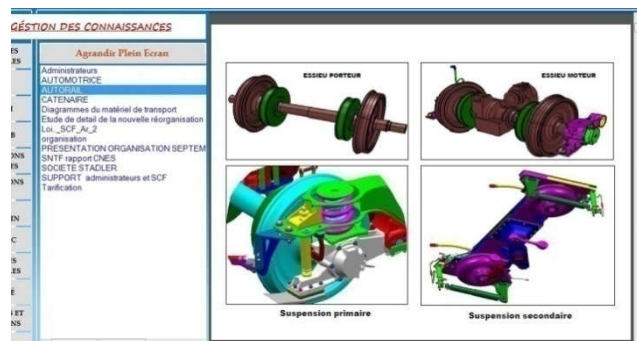 GÉSTION DES CONNAISSANCES
Agrandir Plein Ecran
Administrateurs
AUTOMOTRICE
AUTORAIL
CATENAIRE
Diagrammes du matériel de transport
Etude de detail de la nouvelle réorganisation
Loi._SCF_Ar_2
organisation
PRESENTATION ORGANISATION SEPTEM
SNTF rapport CNES
SOCIETE STADLER
SUPPORT administrateurs et SCF
Tarification
ESSIEU PORTEUR
ESSIEU MOTEUR
Suspension primaire
Suspension secondaire